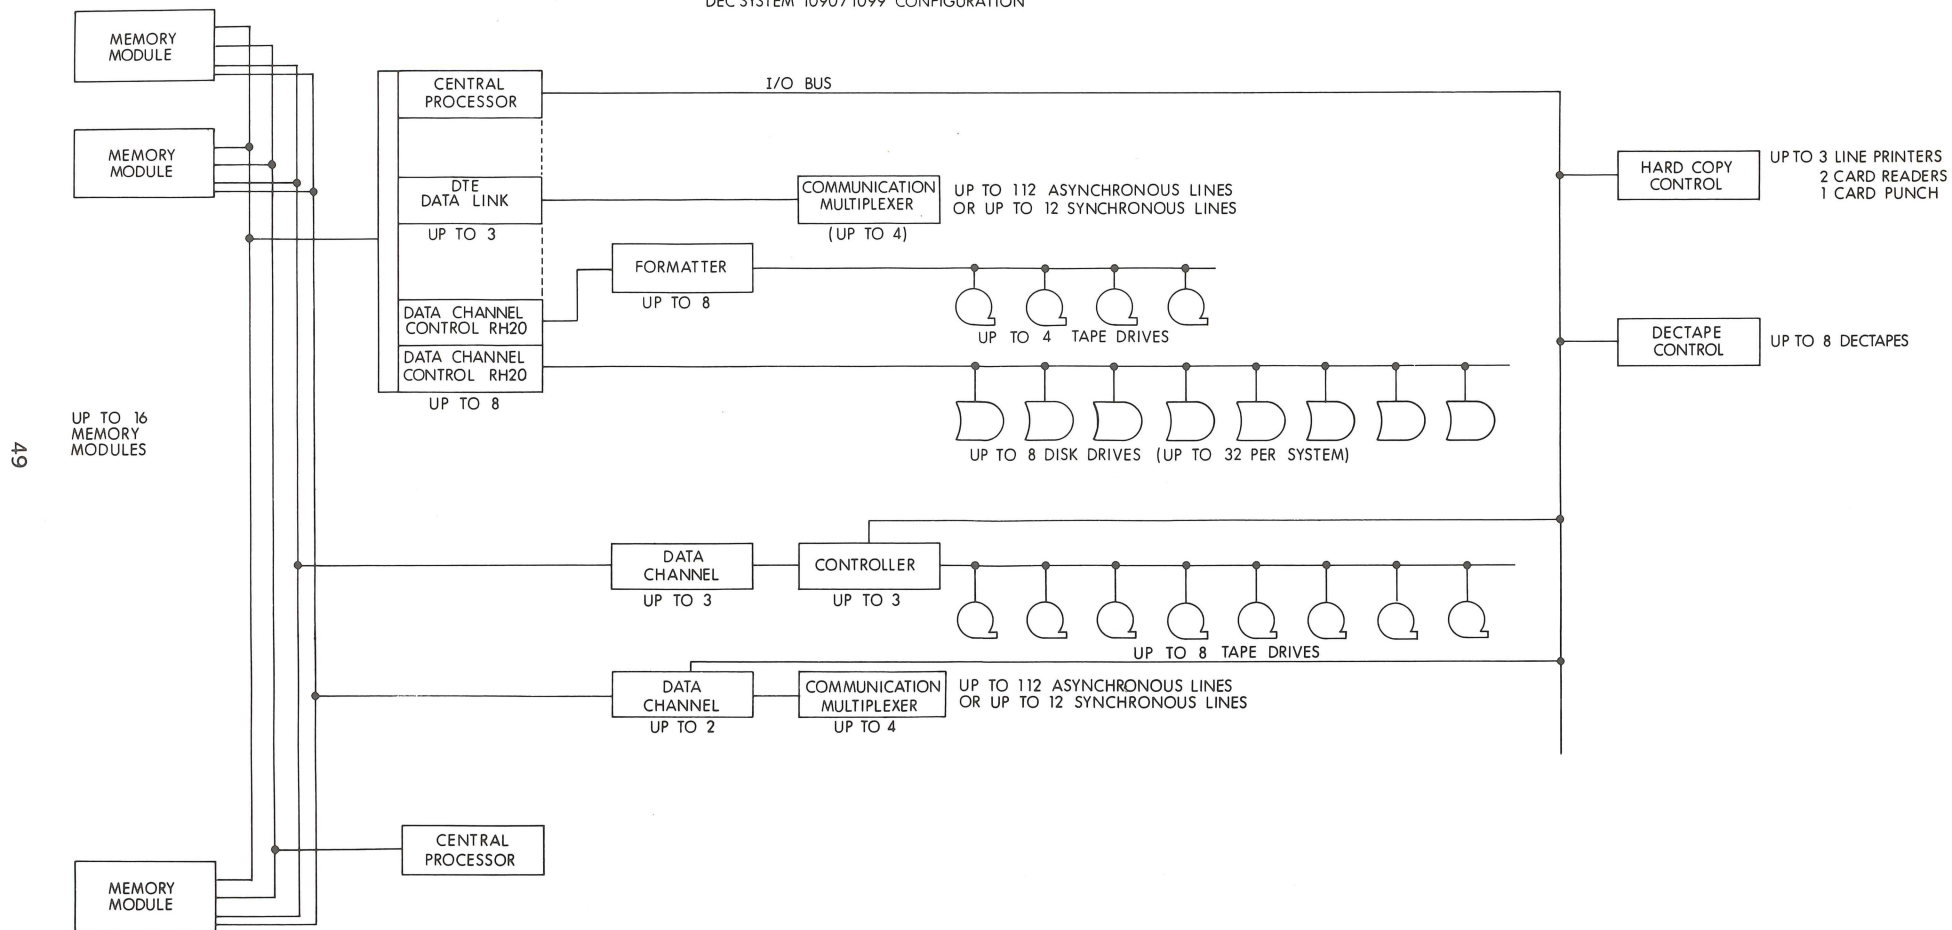 DEC SYSTEM 1090/1099 CONFIGURATION
MEMORY
MODULE
MEMORY
MODULE
CENTRAL
PROCESSOR
I/O BUS
DTE
DATA LINK
UP TO 3
COMMUNICATION
MULTIPLEXER
(UP TO 4)
UP TO 112 ASYNCHRONOUS LINES
OR UP TO 12 SYNCHRONOUS LINES
HARD COPY
CONTROL
UP TO 3 LINE PRINTERS
2 CARD READERS
1 CARD PUNCH
FORMATTER
UP TO 8
UP TO 4 TAPE DRIVES
DATA CHANNEL
CONTROL RH20
DATA CHANNEL
CONTROL RH20
UP TO 8
DECTAPE
CONTROL
UP TO 8 DECTAPES
UP TO 8 DISK DRIVES (UP TO 32 PER SYSTEM)
UP TO 16
MEMORY
MODULES
49
DATA
CHANNEL
UP TO 3
CONTROLLER
UP TO 3
UP TO 8 TAPE DRIVES
DATA
CHANNEL
UP TO 2
COMMUNICATION
MULTIPLEXER
UP TO 4
UP TO 112 ASYNCHRONOUS LINES
OR UP TO 12 SYNCHRONOUS LINES
CENTRAL
PROCESSOR
MEMORY
MODULE